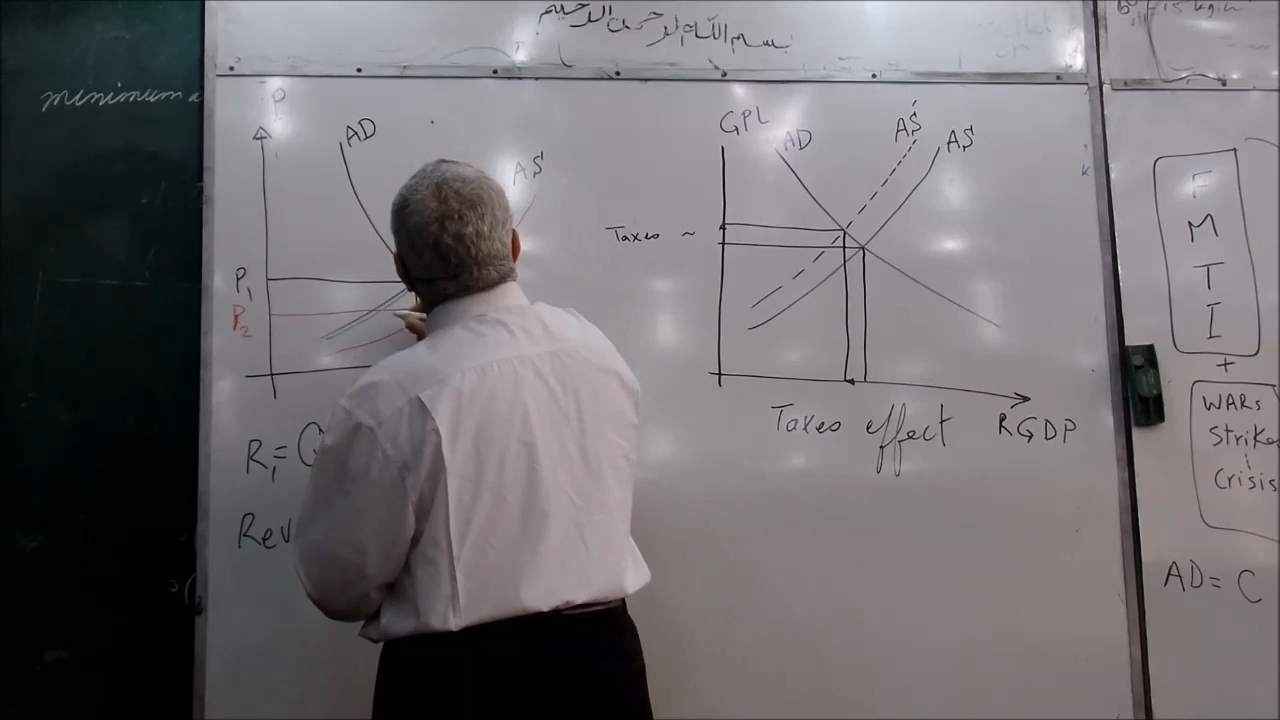 بسم الله الرحمن الرحيم
minimum
P
AD
AS
P1
P2
R1=
Rev
GPL
AD
AS'
AS
Taxes ~
Taxes effect
RGDP
F
M
T
I
+
WARs
Strikes
Crisis
AD= C